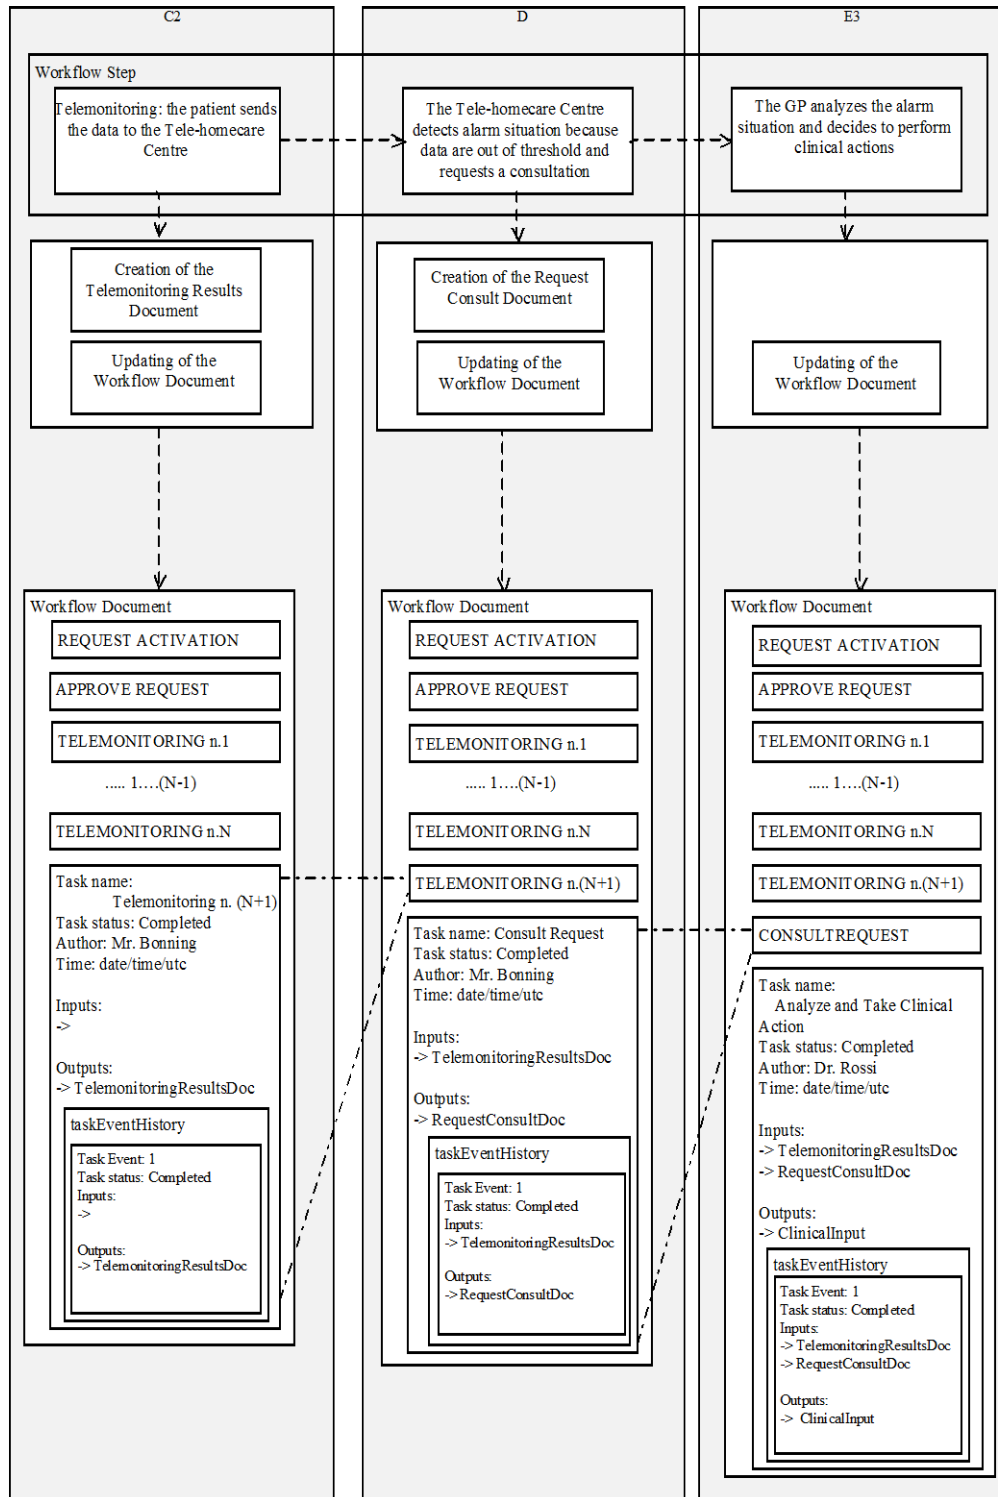 C2
D
E3
Workflow Step
Telemonitoring: the patient sends
the data to the Tele-homecare
Centre
The Tele-homecare Centre
detects alarm situation because
data are out of threshold and
requests a consultation
The GP analyzes the alarm
situation and decides to perform
clinical actions
Creation of the
Telemonitoring Results
Document
Updating of the
Workflow Document
Creation of the Request
Consult Document
Updating of the
Workflow Document
Updating of the
Workflow Document
Workflow Document
REQUEST ACTIVATION
APPROVE REQUEST
TELEMONITORING n.1
..... 1....(N-1)
TELEMONITORING n.N
Task name:
Telemonitoring n. (N+1)
Task status: Completed
Author: Mr. Bonning
Time: date/time/utc
Inputs:
->
Outputs:
-> TelemonitoringResultsDoc
taskEventHistory
Task Event: 1
Task status: Completed
Inputs:
->
Outputs:
-> TelemonitoringResultsDoc
Workflow Document
REQUEST ACTIVATION
APPROVE REQUEST
TELEMONITORING n.1
..... 1....(N-1)
TELEMONITORING n.N
TELEMONITORING n.(N+1)
Task name: Consult Request
Task status: Completed
Author: Mr. Bonning
Time: date/time/utc
Inputs:
-> TelemonitoringResultsDoc
Outputs:
-> RequestConsultDoc
taskEventHistory
Task Event: 1
Task status: Completed
Inputs:
-> TelemonitoringResultsDoc
Outputs:
-> RequestConsultDoc
Workflow Document
REQUEST ACTIVATION
APPROVE REQUEST
TELEMONITORING n.1
..... 1....(N-1)
TELEMONITORING n.N
TELEMONITORING n.(N+1)
CONSULTREQUEST
Task name:
Analyze and Take Clinical
Action
Task status: Completed
Author: Dr. Rossi
Time: date/time/utc
Inputs:
-> TelemonitoringResultsDoc
-> RequestConsultDoc
Outputs:
-> ClinicalInput
taskEventHistory
Task Event: 1
Task status: Completed
Inputs:
-> TelemonitoringResultsDoc
-> RequestConsultDoc
Outputs:
-> ClinicalInput